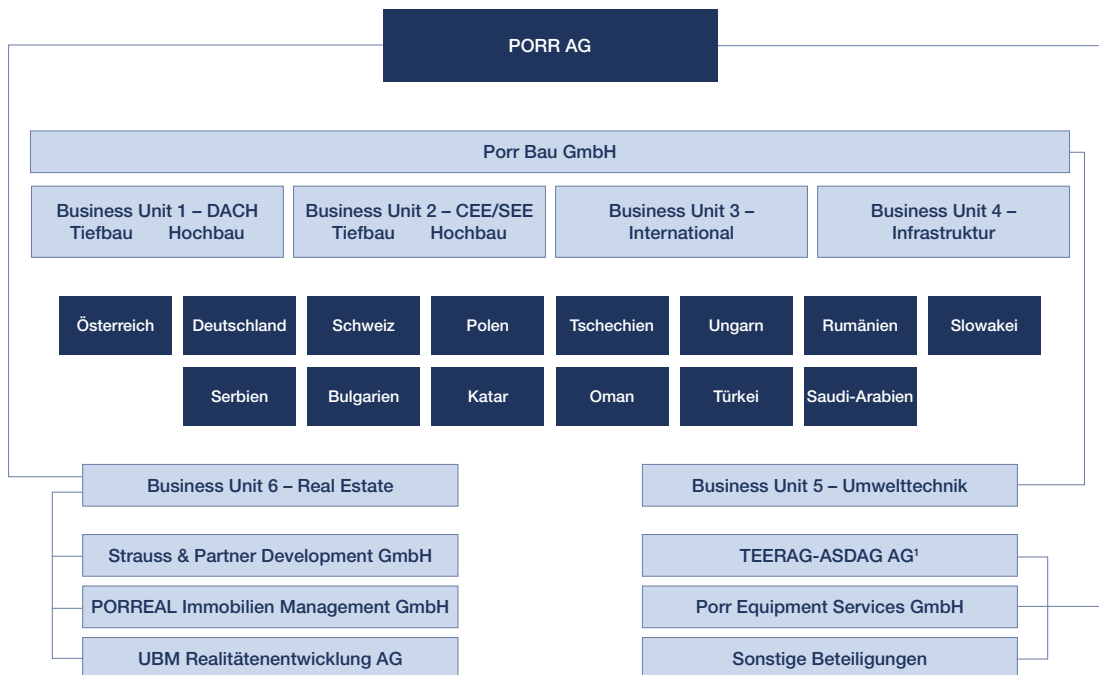 PORR AG
Porr Bau GmbH
Business Unit 1 – DACH
Tiefbau Hochbau
Business Unit 2 – CEE/SEE
Tiefbau Hochbau
Business Unit 3 –
International
Business Unit 4 –
Infrastruktur
Österreich
Deutschland
Schweiz
Polen
Tschechien
Ungarn
Rumänien
Slowakei
Serbien
Bulgarien
Katar
Oman
Türkei
Saudi-Arabien
Business Unit 6 – Real Estate
Strauss & Partner Development GmbH
PORREAL Immobilien Management GmbH
UBM Realitätenentwicklung AG
Business Unit 5 – Umwelttechnik
TEERAG-ASDAG AG¹
Porr Equipment Services GmbH
Sonstige Beteiligungen